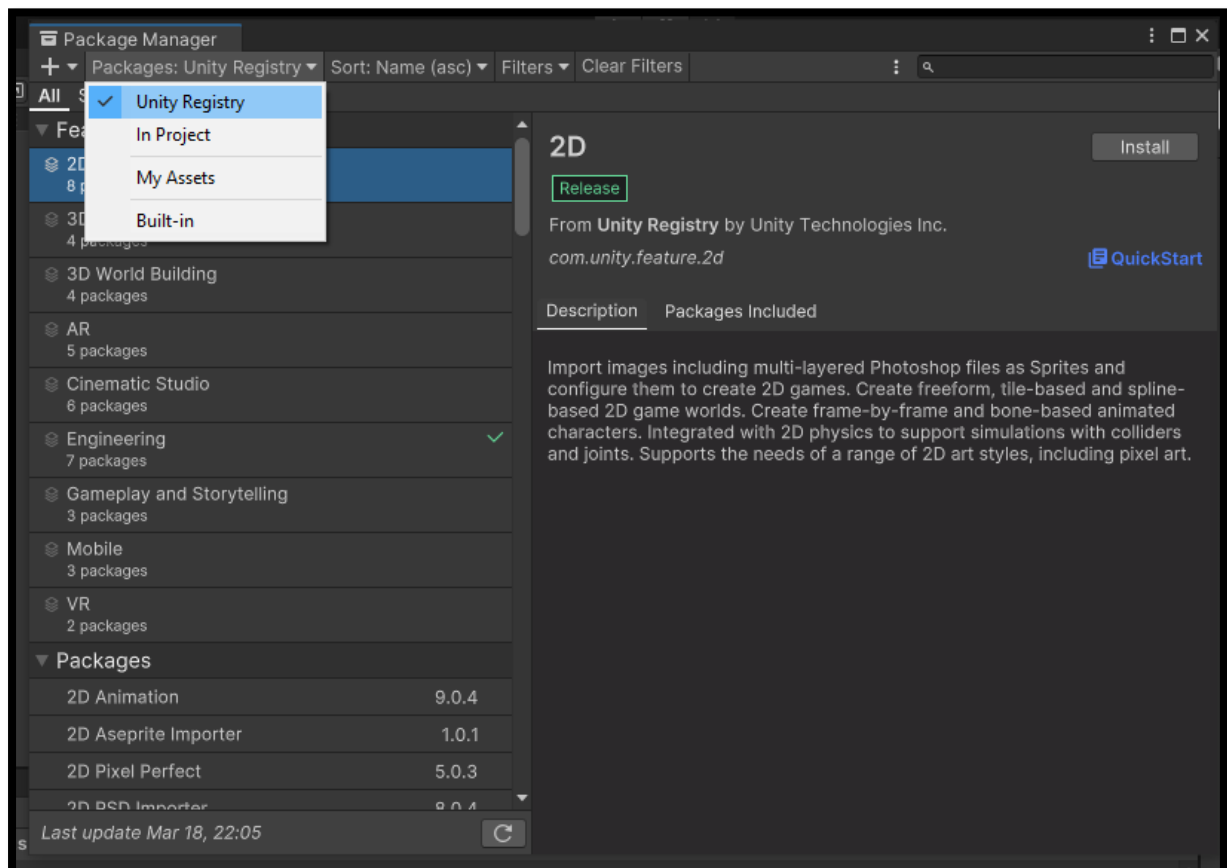 Package Manager
Packages: Unity Registry Sort: Name (asc) Filters Clear Filters
All
Unity Registry
In Project
My Assets
Built-in
3D World Building
4 packages
AR
5 packages
Cinematic Studio
6 packages
Engineering
7 packages
Gameplay and Storytelling
3 packages
Mobile
3 packages
VR
2 packages
Packages
2D Animation 9.0.4
2D Aseprite Importer 1.0.1
2D Pixel Perfect 5.0.3
2D PSD Importer 8.0.4
Last update Mar 18, 22:05
2D
Install
Release
From Unity Registry by Unity Technologies Inc.
com.unity.feature.2d
QuickStart
Description Packages Included
Import images including multi-layered Photoshop files as Sprites and
configure them to create 2D games. Create freeform, tile-based and spline-
based 2D game worlds. Create frame-by-frame and bone-based animated
characters. Integrated with 2D physics to support simulations with colliders
and joints. Supports the needs of a range of 2D art styles, including pixel art.